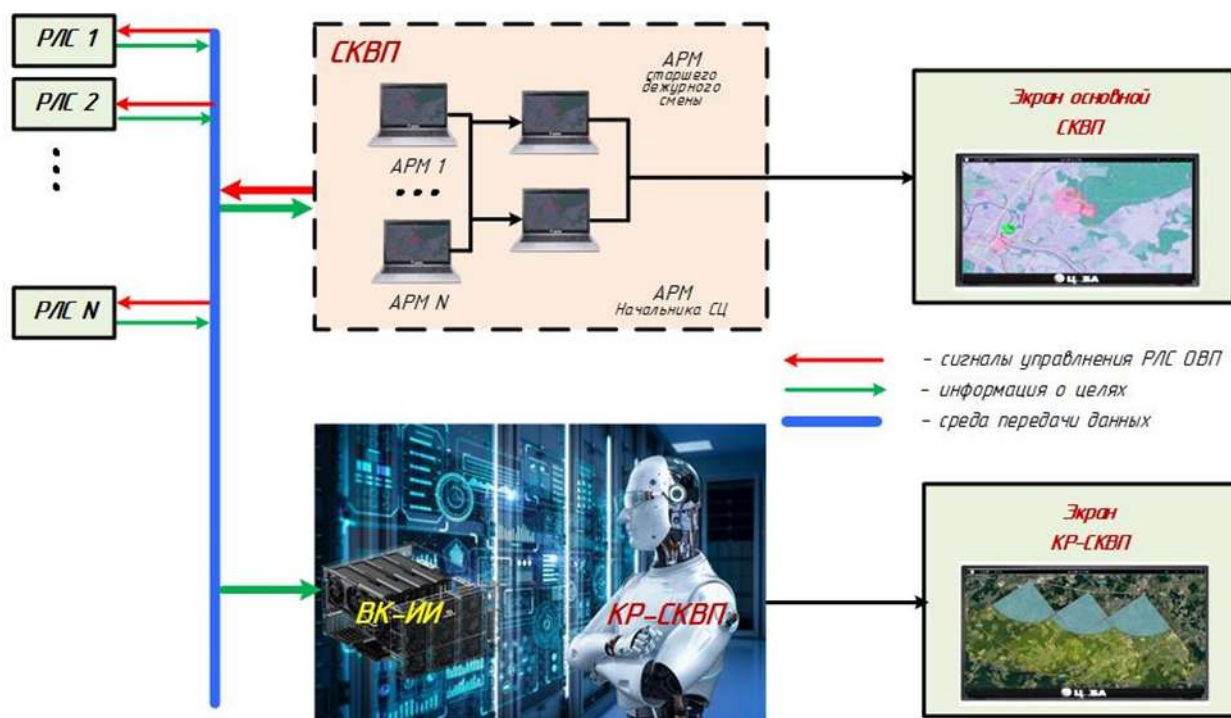 РЛС 1
РЛС 2
РЛС N
СКВП
АРМ
старшего
дежурного
смены
АРМ 1
АРМ N
АРМ
Начальника СЦ
Экран основной
СКВП
- сигналы управлнения РЛС ОВП
- информация о целях
- среда передачи данных
ВК-ИИ
КР-СКВП
Экран
КР-СКВП